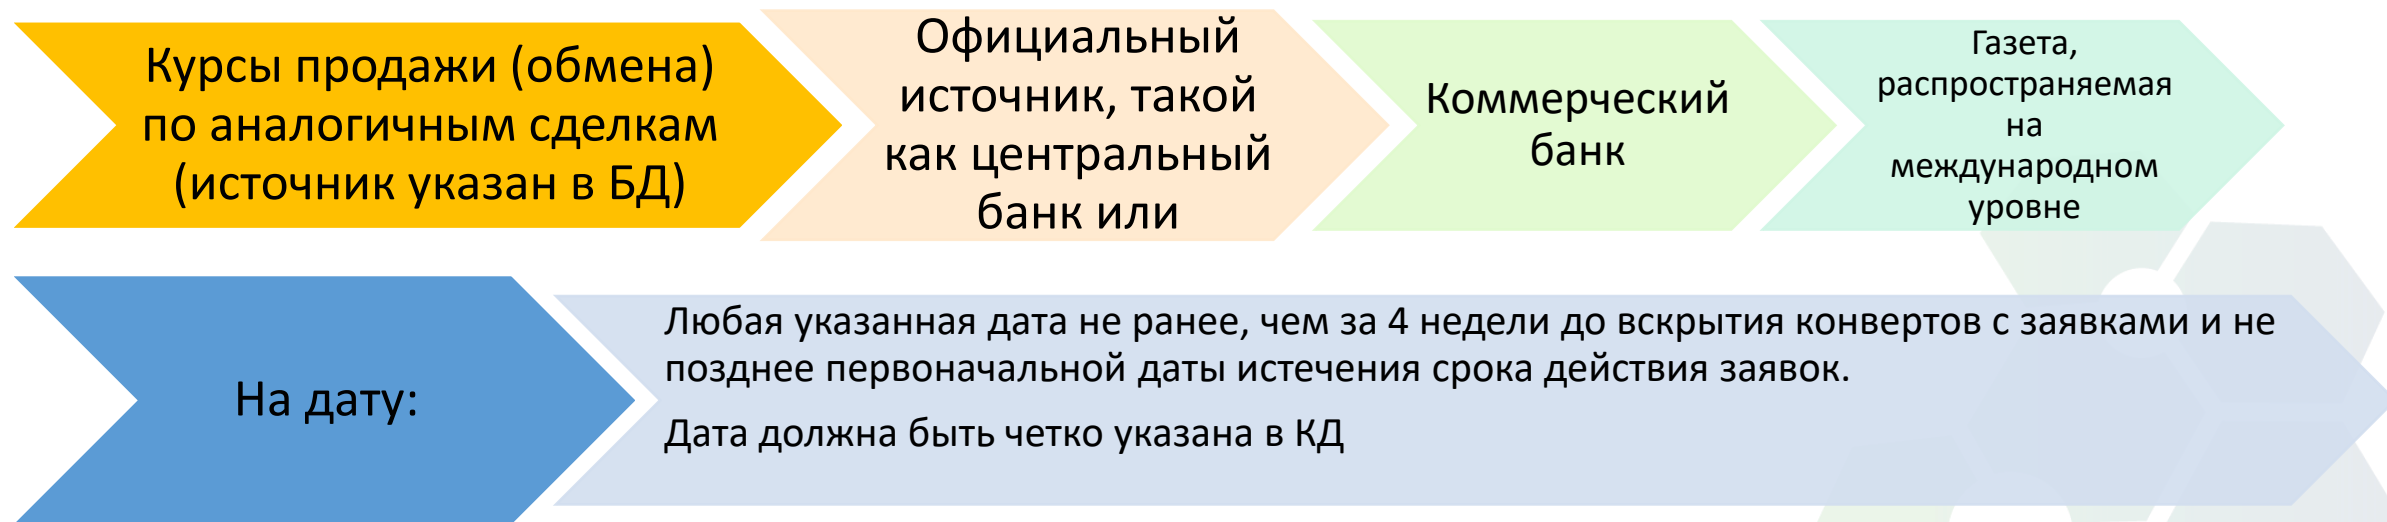 Курсы продажи (обмена)
по аналогичным сделкам
(источник указан в БД)
Официальный
источник, такой
как центральный
банк или
Коммерческий
банк
Газета,
распространяемая
на
международном
уровне
На дату:
Любая указанная дата не ранее, чем за 4 недели до вскрытия конвертов с заявками и не
позднее первоначальной даты истечения срока действия заявок.
Дата должна быть четко указана в КД